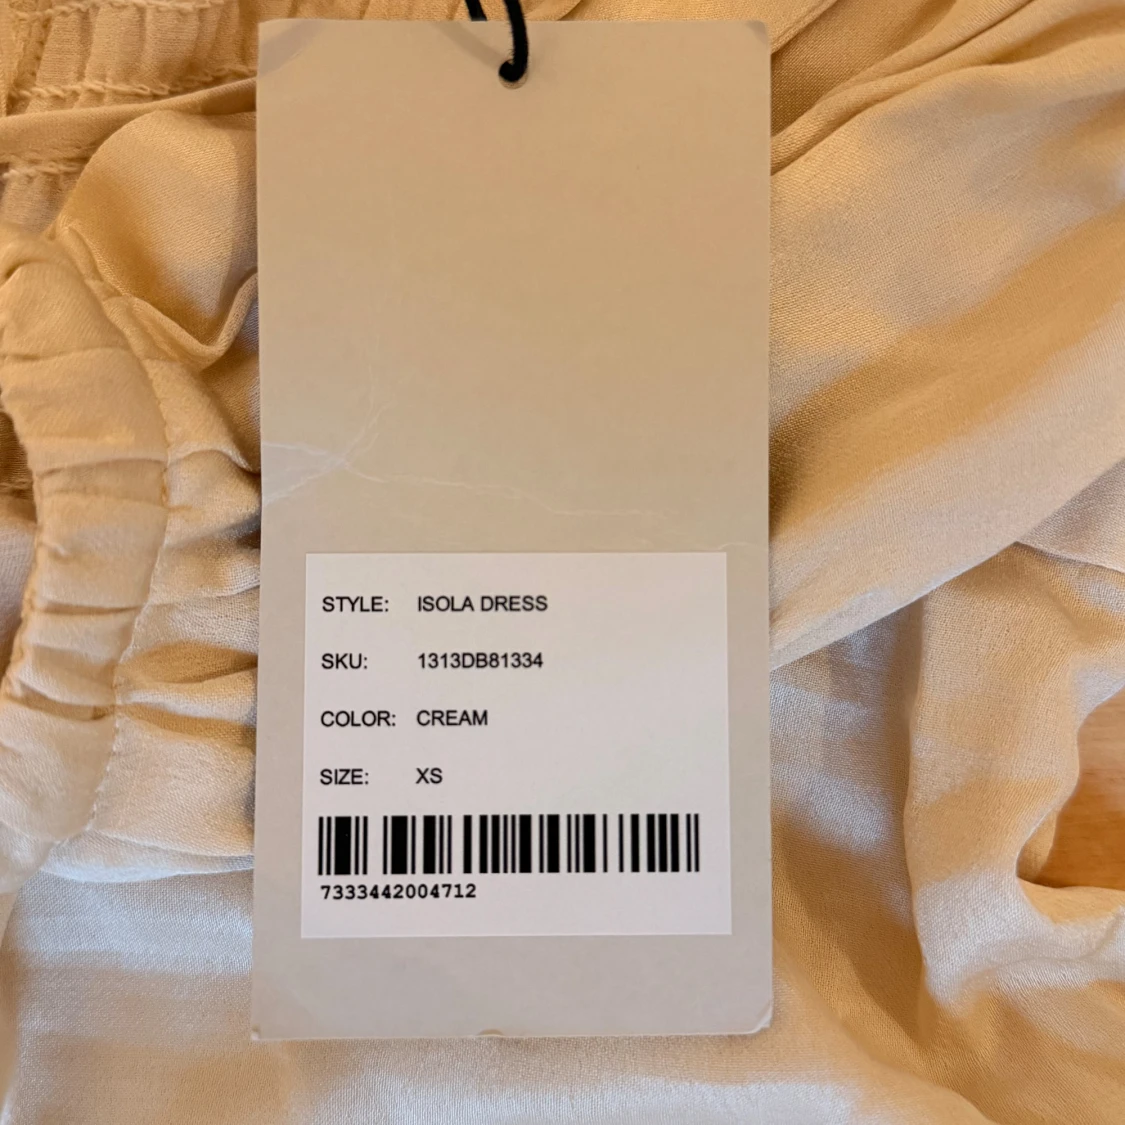 STYLE: ISOLA DRESS
SKU: 1313DB81334
COLOR: CREAM
SIZE: XS
7333442004712